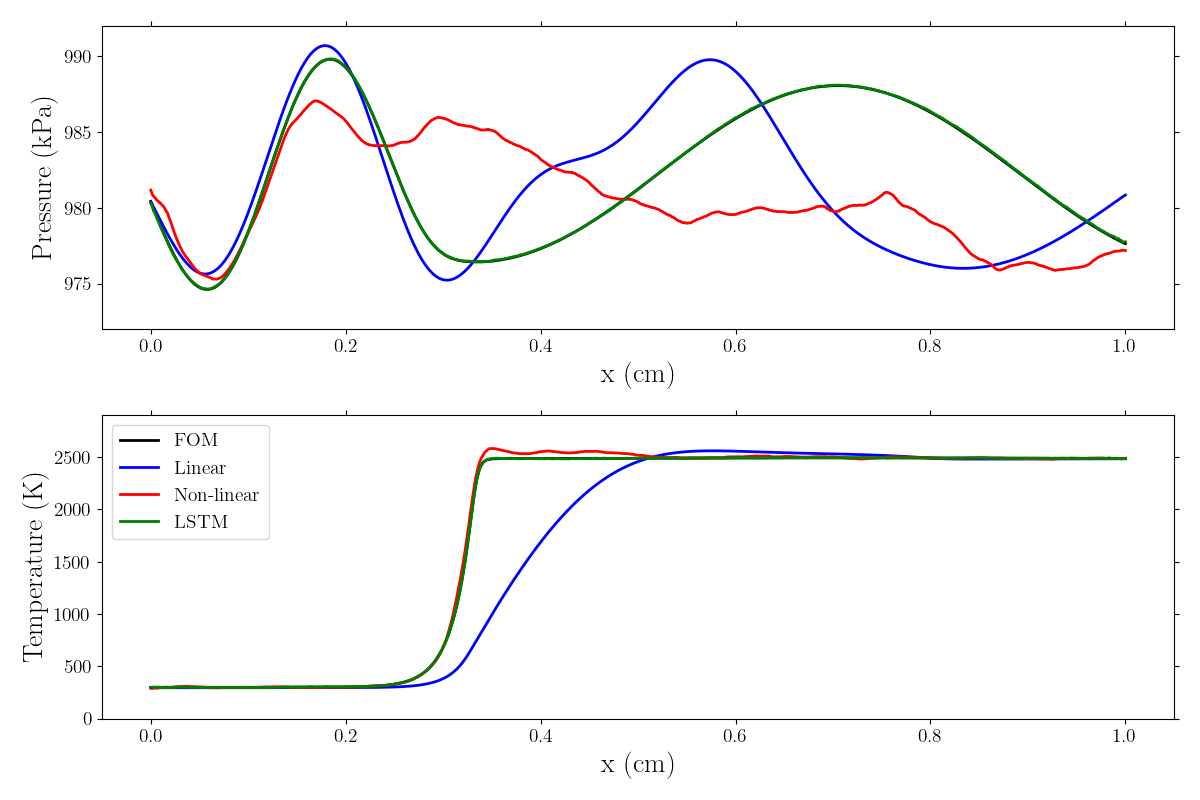 990
985
980
975
Pressure (kPa)
0.0 0.2 0.4 0.6 0.8 1.0
x (cm)
2500
2000
1500
1000
500
0
Temperature (K)
FOM
Linear
Non-linear
LSTM
0.0 0.2 0.4 0.6 0.8 1.0
x (cm)